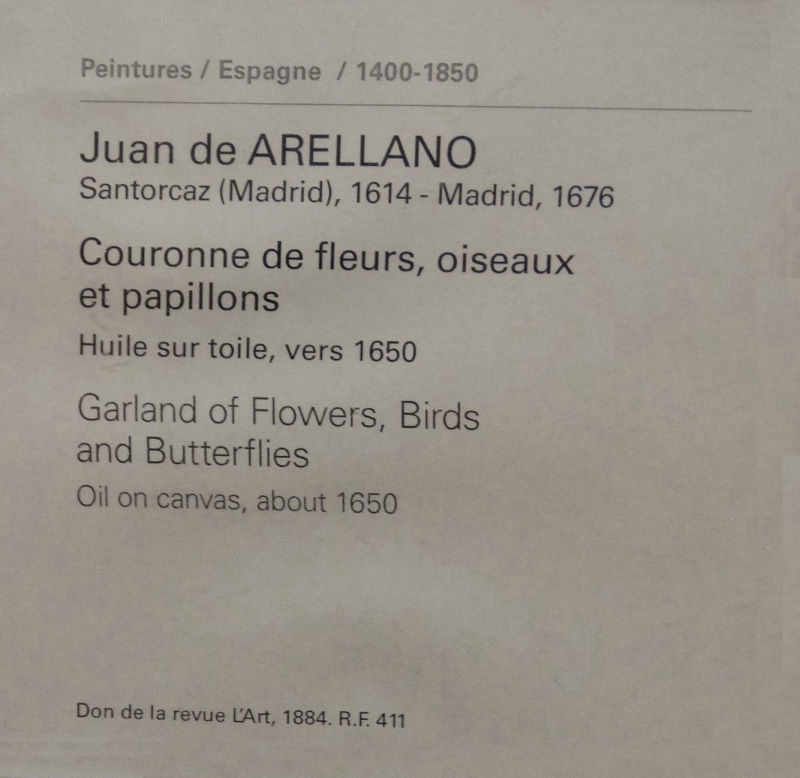 Peintures / Espagne / 1400-1850
Juan de ARELLANO
Santorcaz (Madrid), 1614 - Madrid, 1676
Couronne de fleurs, oiseaux
et papillons
Huile sur toile, vers 1650
Garland of Flowers, Birds
and Butterflies
Oil on canvas, about 1650
Don de la revue L'Art, 1884. R.F. 411